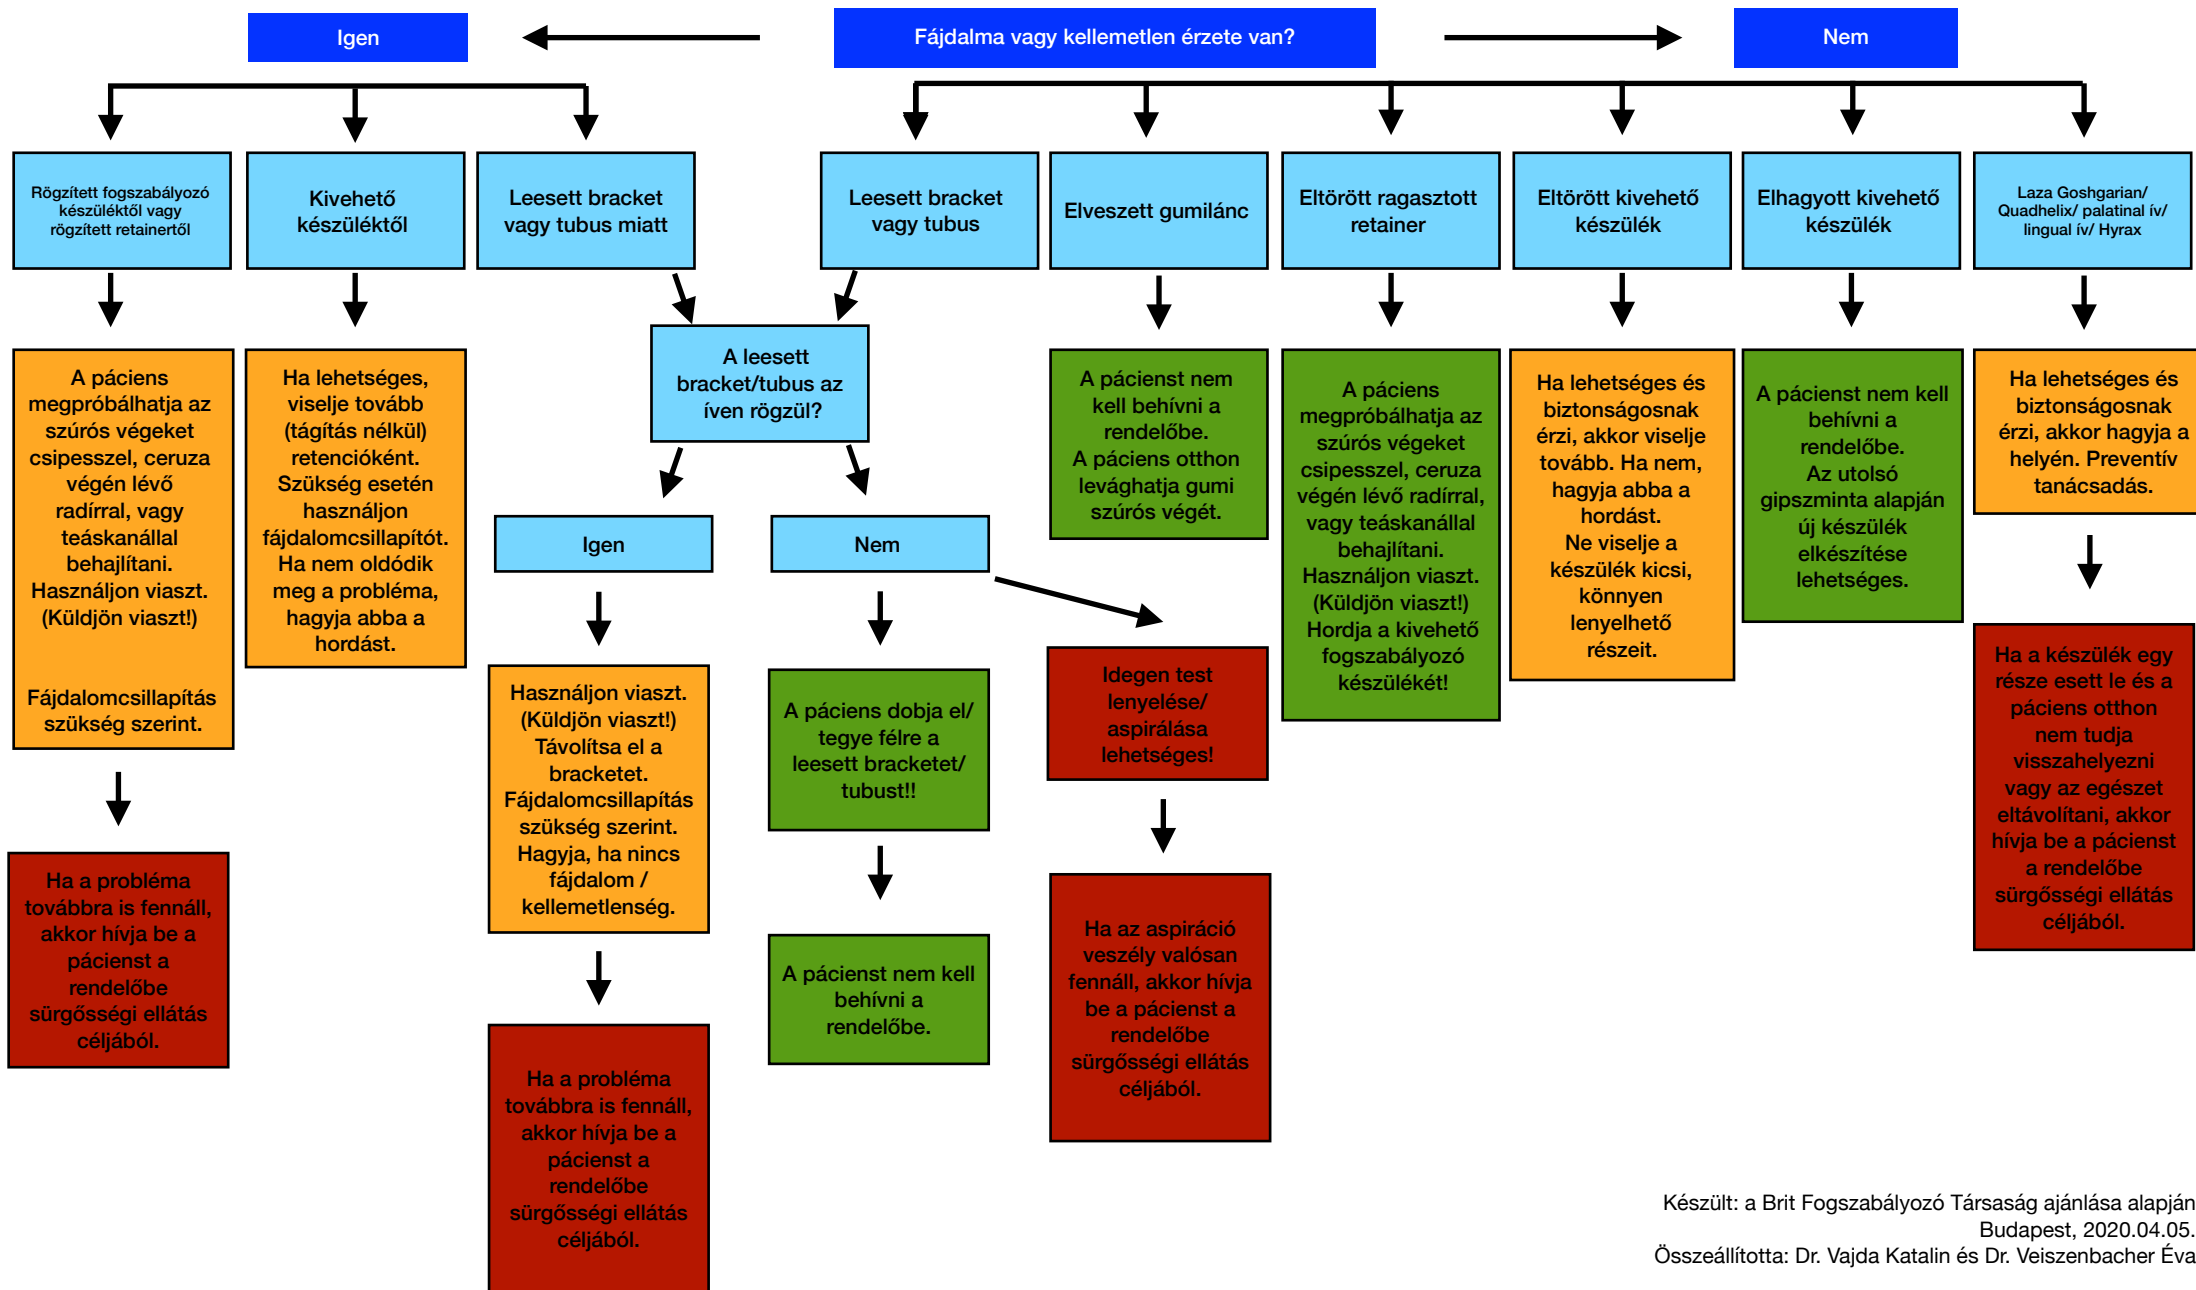 Igen
Fájdalma vagy kellemetlen érzete van?
Nem
Rögzített fogszabályozó
készüléktől vagy
rögzített retainertől
Kivehető
készüléktől
Leesett bracket
vagy tubus miatt
Leesett bracket
vagy tubus
Elveszett gumilánc
Eltörött ragasztott
retainer
Eltörött kivehető
készülék
Elhagyott kivehető
készülék
Laza Goshgarian/
Quadhelix/ palatinal ív/
lingual ív/ Hyrax
A páciens
megpróbálhatja az
szúrós végeket
csipesszel, ceruza
végén lévő
radírral, vagy
teáskanállal
behajlítani.
Használjon viaszt.
(Küldjön viaszt!)
Fájdalomcsillapítás
szükség szerint.
Ha lehetséges,
viselje tovább
(tágítás nélkül)
retencióként.
Szükség esetén
használjon
fájdalomcsillapítót.
Ha nem oldódik
meg a probléma,
hagyja abba a
hordást.
A leesett
bracket/tubus az
íven rögzül?
A pácienst nem
kell behívni a
rendelőbe.
A páciens otthon
levághatja gumi
szúrós végét.
A páciens
megpróbálhatja az
szúrós végeket
csipesszel, ceruza
végén lévő radírral,
vagy teáskanállal
behajlítani.
Használjon viaszt.
(Küldjön viaszt!)
Hordja a kivehető
fogszabályozó
készülékét!
Ha lehetséges és
biztonságosnak
érzi, akkor viselje
tovább. Ha nem,
hagyja abba a
hordást.
Ne viselje a
készülék kicsi,
könnyen
lenyelhető
részeit.
A pácienst nem kell
behívni a
rendelőbe.
Az utolsó
gipszminta alapján
új készülék
elkészítése
lehetséges.
Ha lehetséges és
biztonságosnak
érzi, akkor hagyja a
helyén. Preventív
tanácsadás.
Igen
Nem
Használjon viaszt.
(Küldjön viaszt!)
Távolítsa el a
bracketet.
Fájdalomcsillapítás
szükség szerint.
Hagyja, ha nincs
fájdalom /
kellemetlenség.
A páciens dobja el/
tegye félre a
leesett bracketet/
tubust!!
Idegen test
lenyelése/
aspirálása
lehetséges!
Ha a készülék egy
része esett le és a
páciens otthon
nem tudja
visszahelyezni
vagy az egészet
eltávolítani, akkor
hívja be a pácienst
a rendelőbe
sürgősségi ellátás
céljából.
Ha a probléma
továbbra is fennáll,
akkor hívja be a
pácienst a
rendelőbe
sürgősségi ellátás
céljából.
A pácienst nem kell
behívni a
rendelőbe.
Ha az aspiráció
veszély valósan
fennáll, akkor hívja
be a pácienst a
rendelőbe
sürgősségi ellátás
céljából.
Ha a probléma
továbbra is fennáll,
akkor hívja be a
pácienst a
rendelőbe
sürgősségi ellátás
céljából.
Készült: a Brit Fogszabályozó Társaság ajánlása alapján
Budapest, 2020.04.05.
Összeállította: Dr. Vajda Katalin és Dr. Veiszenbacher Éva